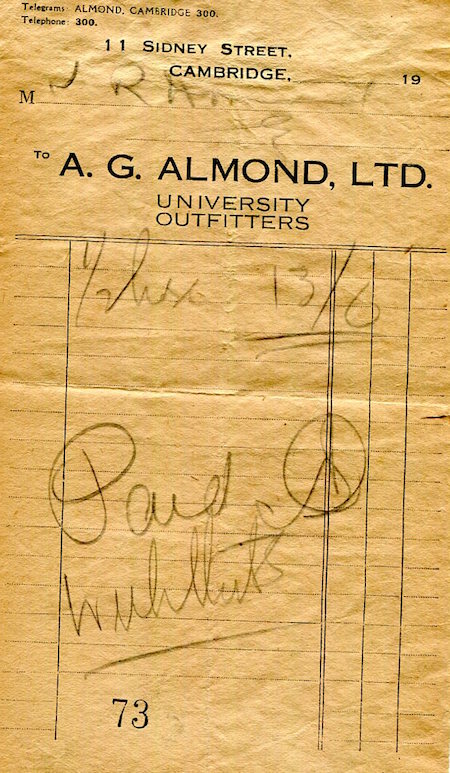 Telegrams: ALMOND, CAMBRIDGE 300.
Telephone: 300.
11 SIDNEY STREET,
CAMBRIDGE, 19
M
TO A. G. ALMOND, LTD.
UNIVERSITY
OUTFITTERS
13/6
Paid
73